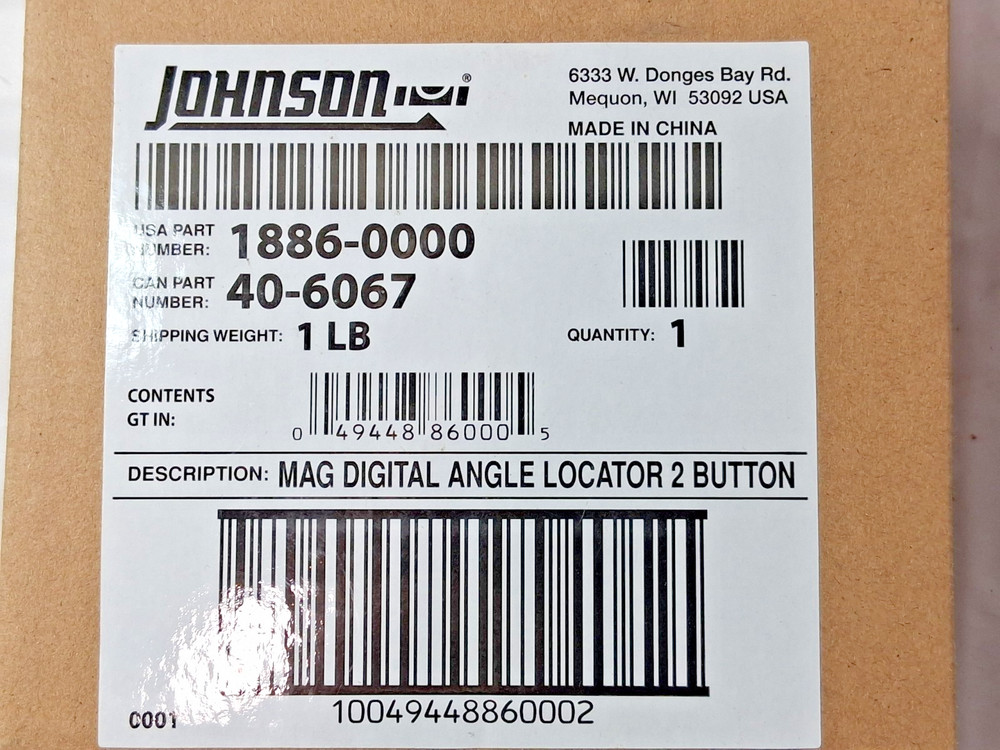 JOHNSON®
6333 W. Donges Bay Rd.
Mequon, WI 53092 USA
MADE IN CHINA
USA PART NUMBER: 1886-0000
CAN PART NUMBER: 40-6067
SHIPPING WEIGHT: 1 LB
QUANTITY: 1
CONTENTS
GT IN:
0 49448 86000 5
DESCRIPTION: MAG DIGITAL ANGLE LOCATOR 2 BUTTON
10049448860002
0001